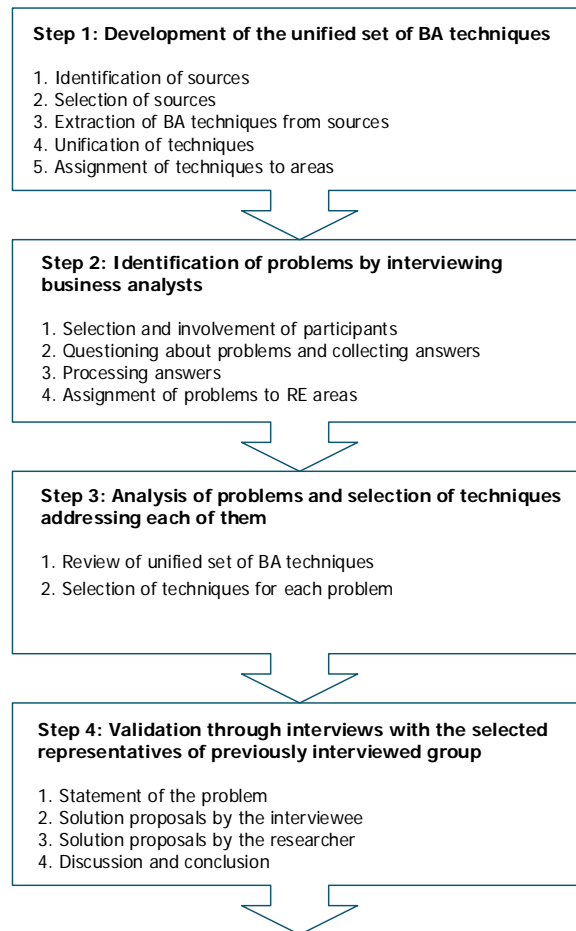 Step 1: Development of the unified set of BA techniques
1. Identification of sources
2. Selection of sources
3. Extraction of BA techniques from sources
4. Unification of techniques
5. Assignment of techniques to areas
Step 2: Identification of problems by interviewing
business analysts
1. Selection and involvement of participants
2. Questioning about problems and collecting answers
3. Processing answers
4. Assignment of problems to RE areas
Step 3: Analysis of problems and selection of techniques
addressing each of them
1. Review of unified set of BA techniques
2. Selection of techniques for each problem
Step 4: Validation through interviews with the selected
representatives of previously interviewed group
1. Statement of the problem
2. Solution proposals by the interviewee
3. Solution proposals by the researcher
4. Discussion and conclusion